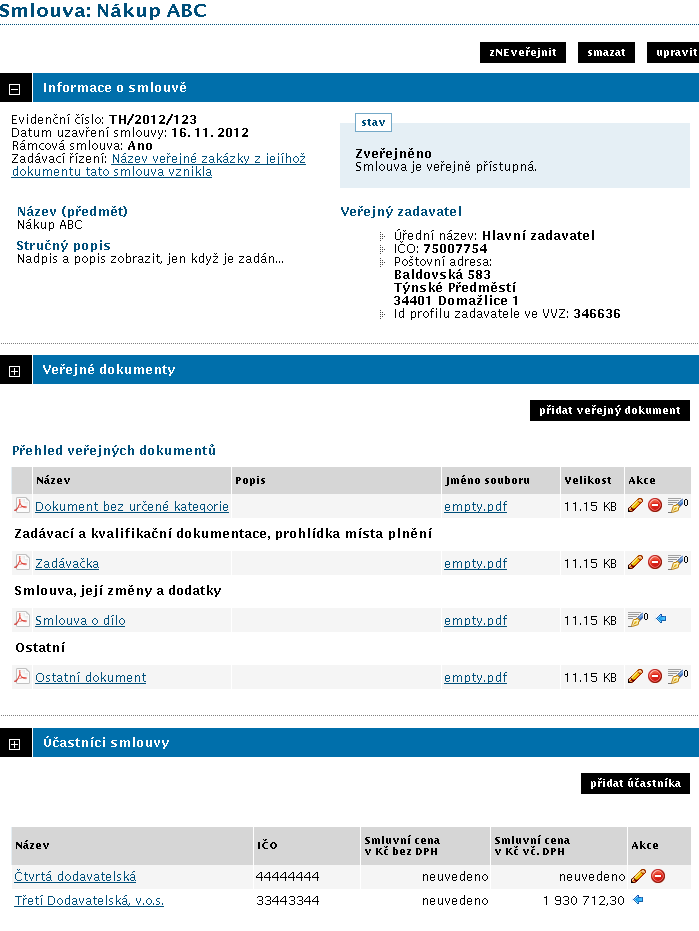 Smlouva: Nákup ABC
zNEveřejnit smazat upravit
Informace o smlouvě
Evidenční číslo: TH/2012/123
Datum uzavření smlouvy: 16. 11. 2012
Rámcová smlouva: Ano
Zadávací řízení: Název veřejné zakázky z jejíhož
dokumentu tato smlouva vznikla
stav
Zveřejněno
Smlouva je veřejně přístupná.
Název (předmět)
Nákup ABC
Stručný popis
Nadpis a popis zobrazit, jen když je zadán...
Veřejný zadavatel
Úřední název: Hlavní zadavatel
IČO: 75007754
Poštovní adresa:
Baldovská 583
Týnské Předměstí
34401 Domažlice 1
Id profilu zadavatele ve VVZ: 346636
Veřejné dokumenty
přidat veřejný dokument
Přehled veřejných dokumentů
Název Popis Jméno souboru Velikost Akce
Dokument bez určené kategorie empty.pdf 11.15 KB 0
Zadávací a kvalifikační dokumentace, prohlídka místa plnění
Zadávačka empty.pdf 11.15 KB 0
Smlouva, její změny a dodatky
Smlouva o dílo empty.pdf 11.15 KB 0
Ostatní
Ostatní dokument empty.pdf 11.15 KB 0
Účastníci smlouvy
přidat účastníka
Název IČO Smluvní cena v Kč bez DPH Smluvní cena v Kč vč. DPH Akce
Čtvrtá dodavatelská 44444444 neuvedeno neuvedeno
Třetí Dodavatelská, v.o.s. 33443344 neuvedeno 1 930 712,30